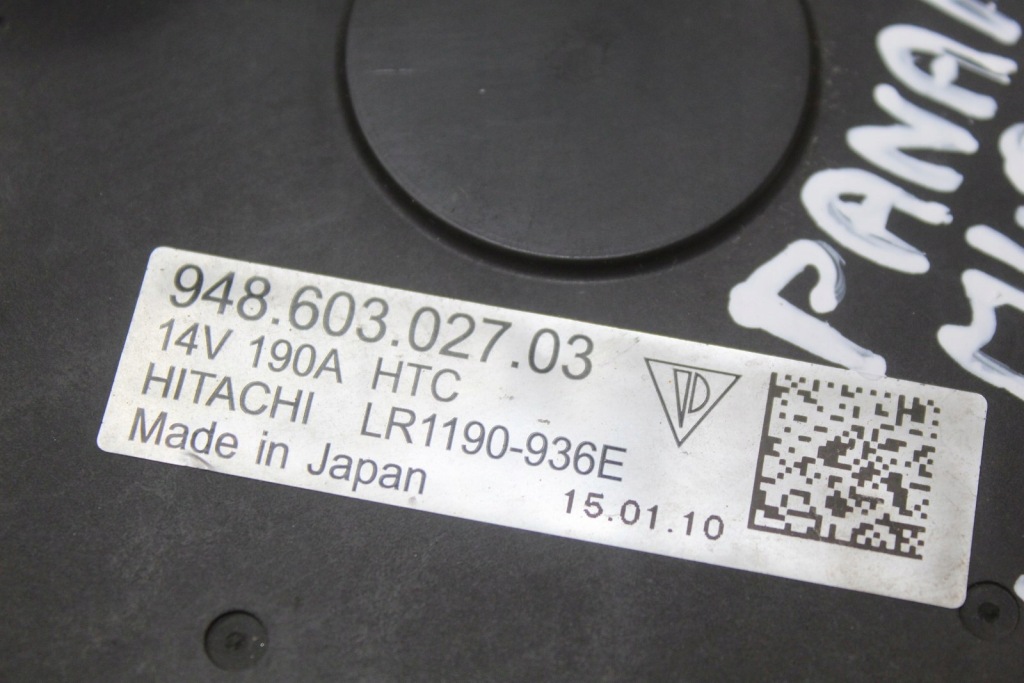 948.603.027.03
14V 190A HTC
HITACHI LR1190-936E
Made in Japan
15.01.10